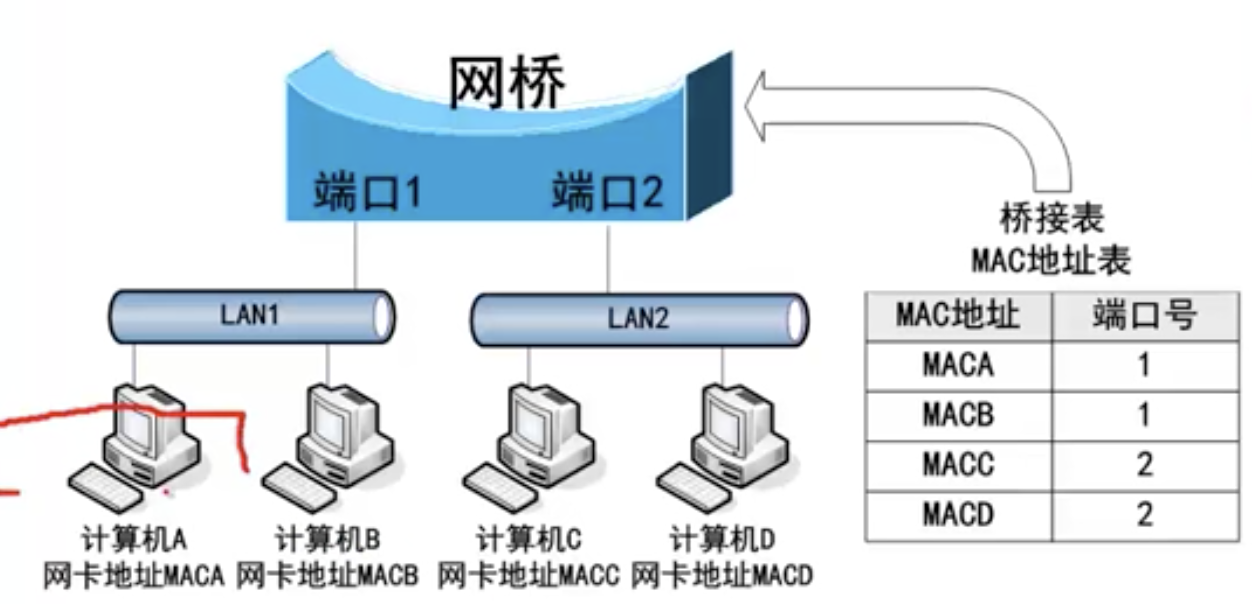 网桥
端口1
端口2
桥接表
MAC地址表
LAN1
LAN2
MAC地址 端口号
MACA 1
MACB 1
MACC 2
MACD 2
计算机A
网卡地址MACA
计算机B
网卡地址MACB
计算机C
网卡地址MACC
计算机D
网卡地址MACD